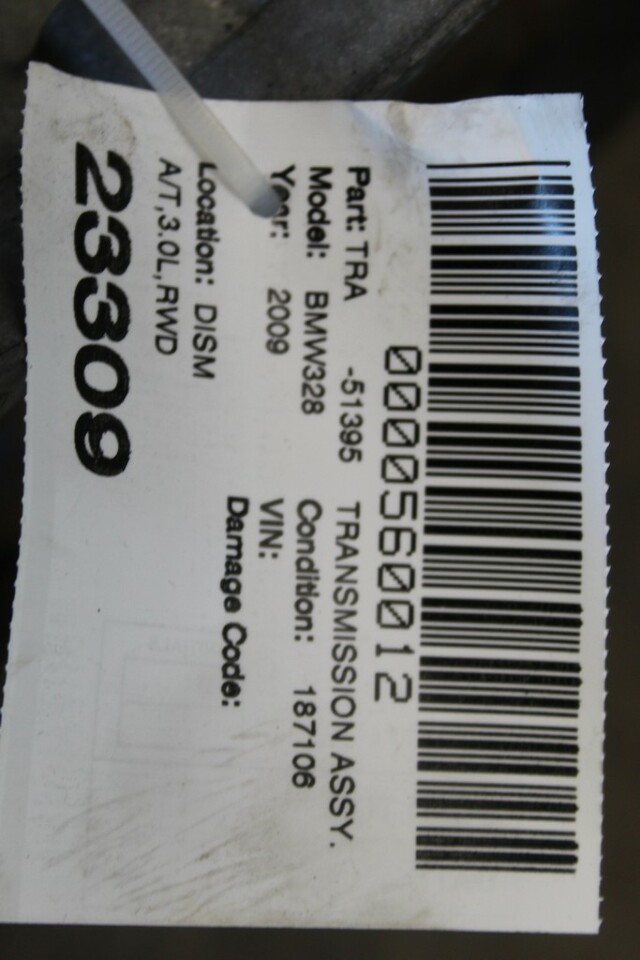 0000560012
Part: TRA -51395 TRANSMISSION ASSY.
Model: BMW328 Condition: 187106
Year: 2009 VIN:
Damage Code:
Location: DISM
A/T,3.0L,RWD
23309